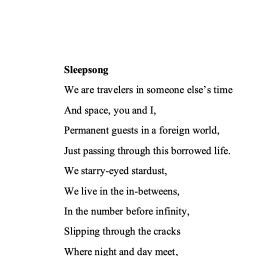 Sleepsong
We are travelers in someone else's time
And space, you and I,
Permanent guests in a foreign world,
Just passing through this borrowed life.
We starry-eyed stardust,
We live in the in-betweens,
In the number before infinity,
Slipping through the cracks
Where night and day meet,